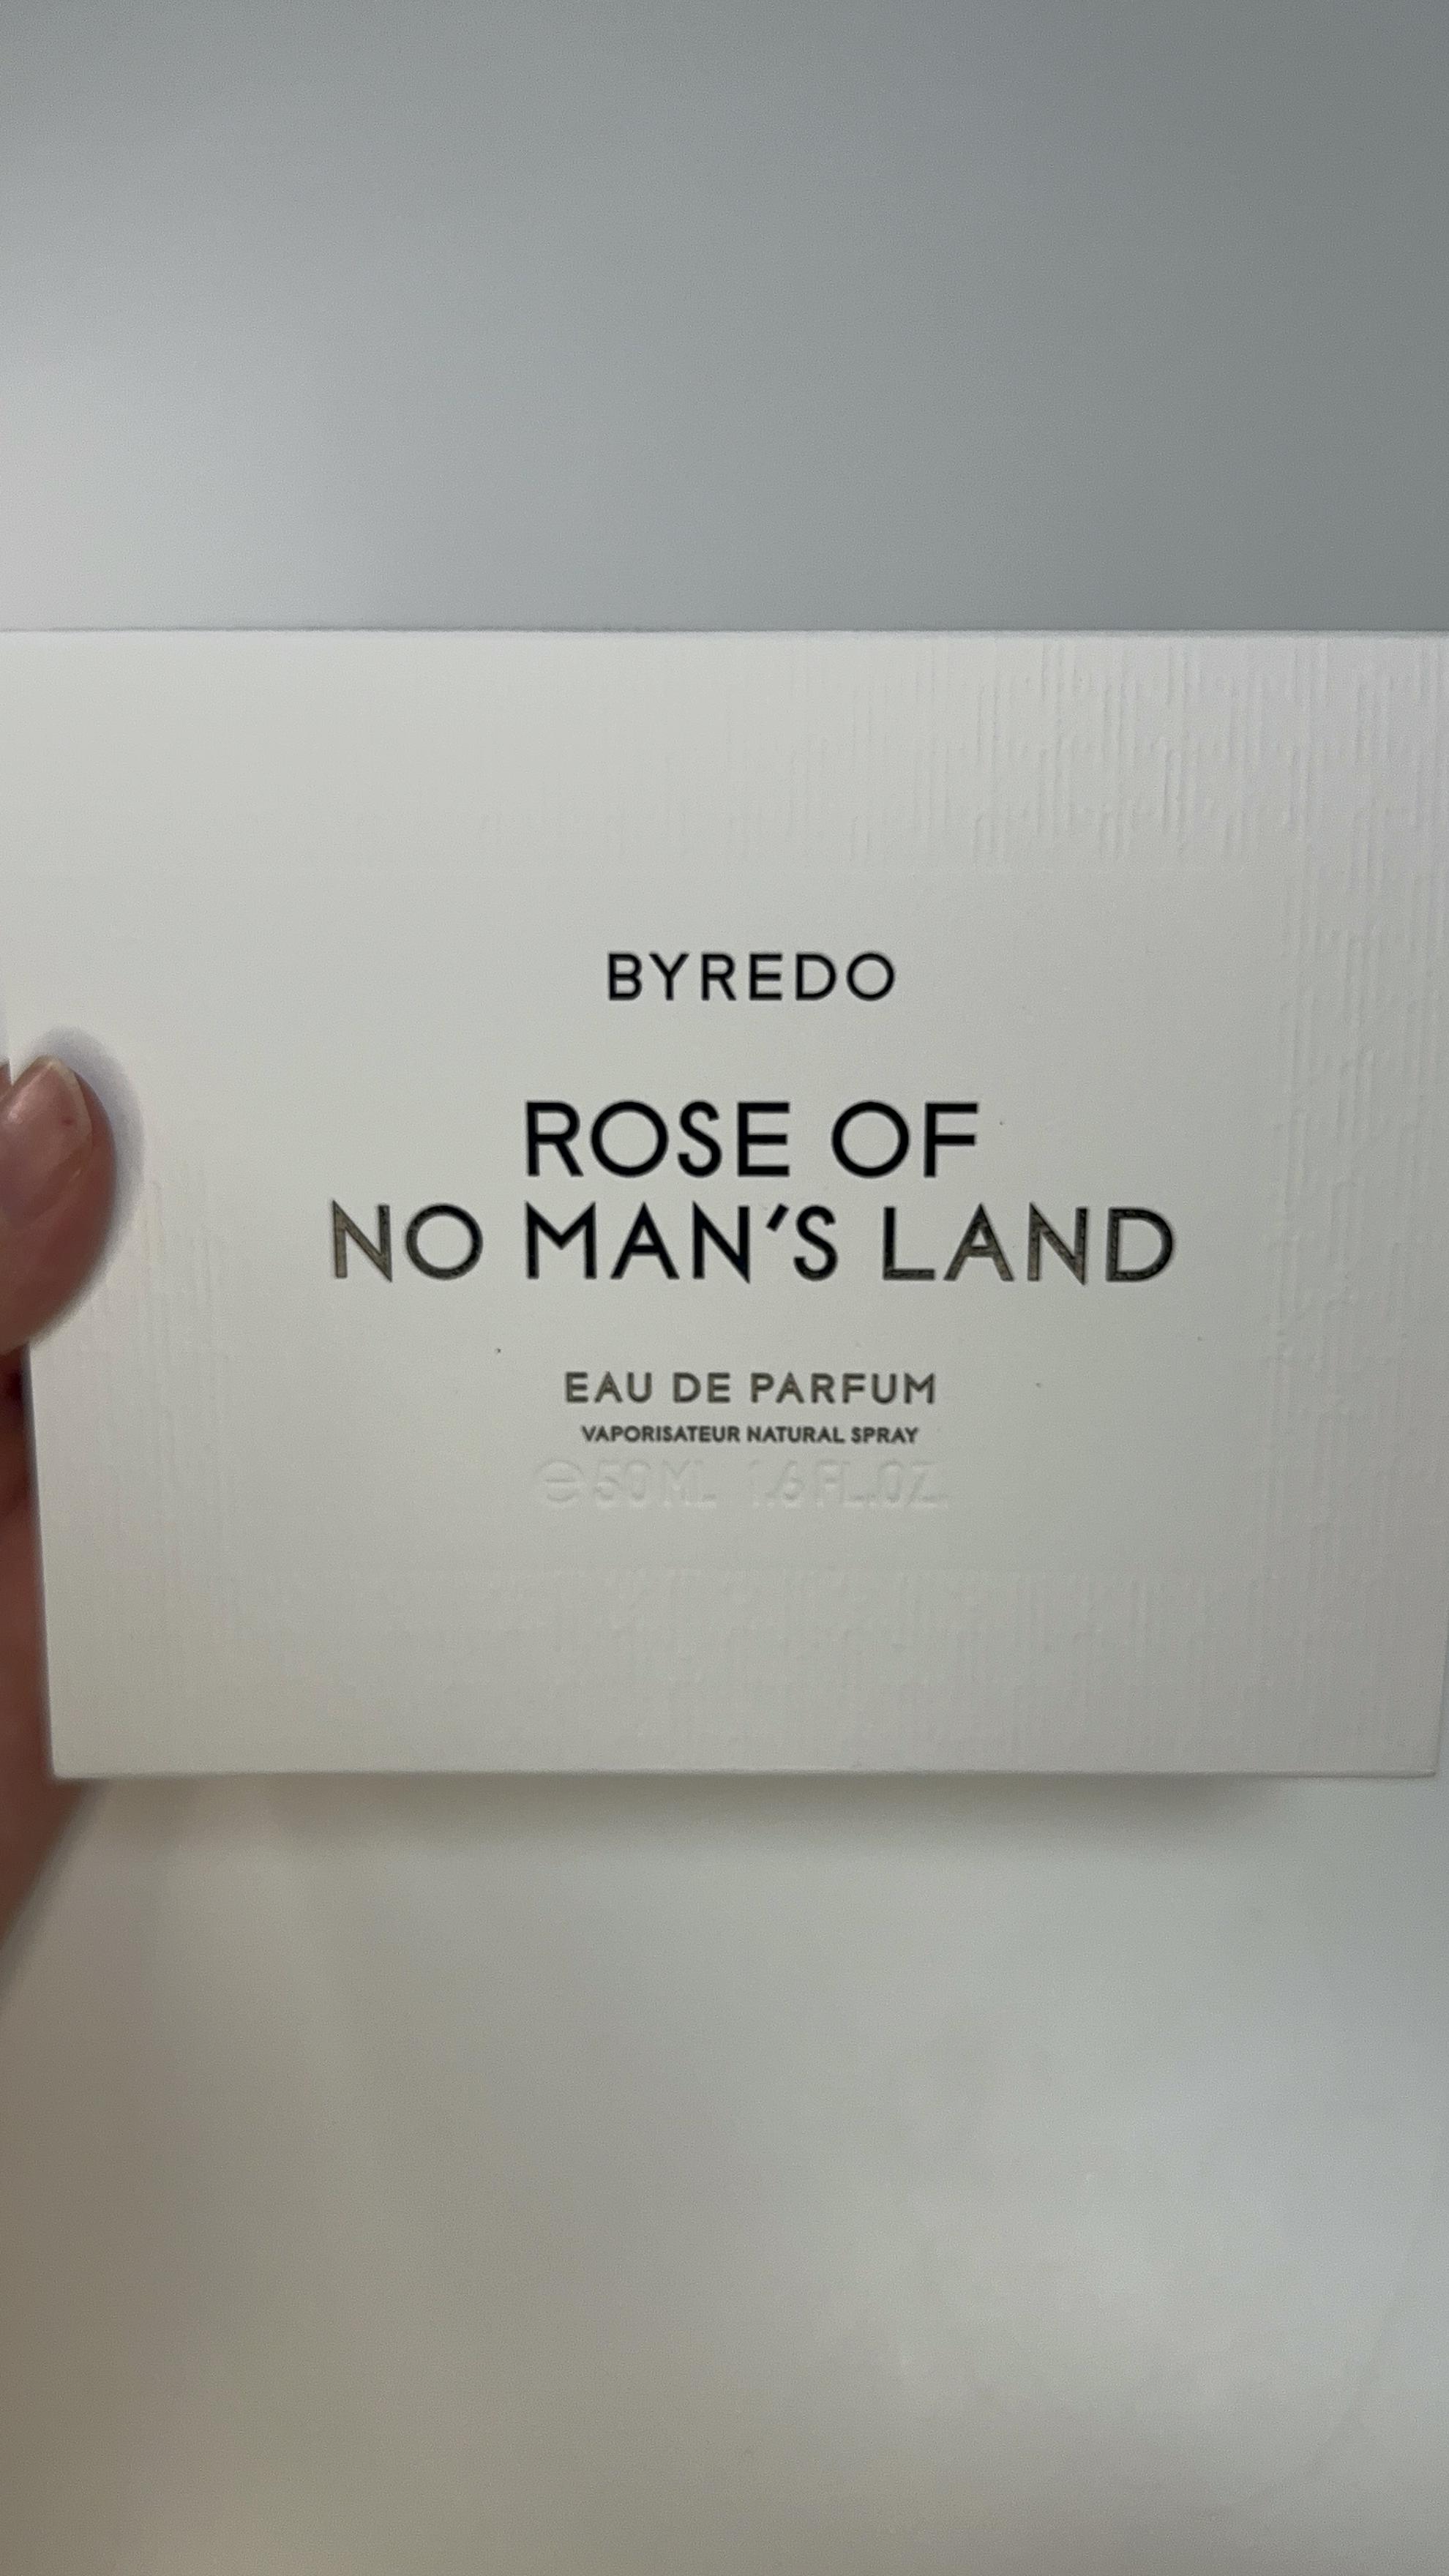 BYREDO
ROSE OF
NO MAN'S LAND
EAU DE PARFUM
VAPORISATEUR NATURAL SPRAY
℮ 50 ML 1.6 FL.OZ.